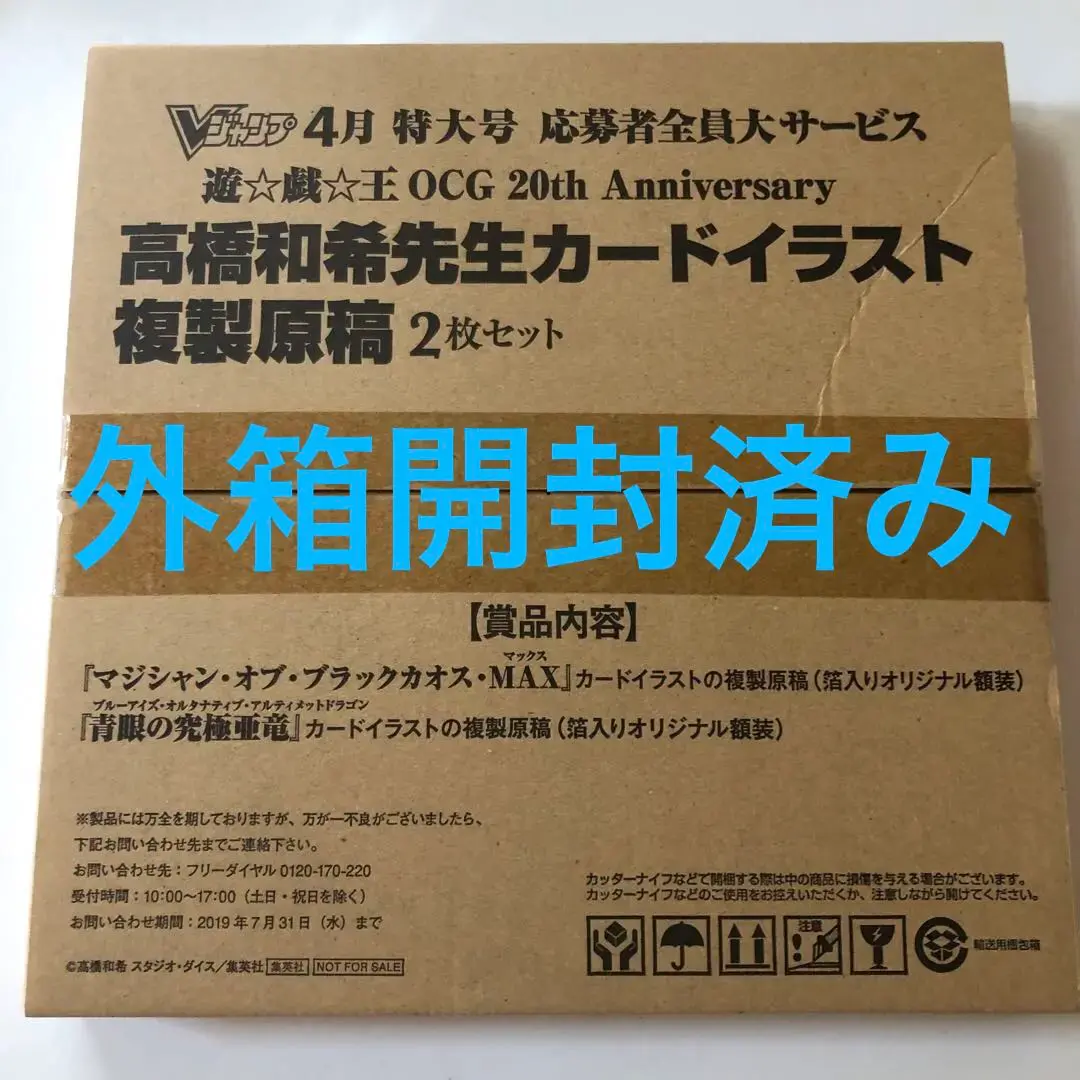 Vジャンプ 4月 特大号 応募者全員大サービス
遊☆戯☆王 OCG 20th Anniversary
高橋和希先生カードイラスト
複製原稿 2枚セット
外箱開封済み
【賞品内容】
マックス
『マジシャン・オブ・ブラックカオス・MAX』カードイラストの複製原稿(箔入りオリジナル額装)
ブルーアイズ・オルタナティブ・アルティメットドラゴン
『青眼の究極亜竜』カードイラストの複製原稿(箔入りオリジナル額装)
※製品には万全を期しておりますが、万が一不良がございましたら、
下記お問い合わせ先までご連絡下さい。
お問い合わせ先:フリーダイヤル 0120-170-220
受付時間:10:00〜17:00(土日・祝日を除く)
お問い合わせ期間:2019年7月31日(水)まで
カッターナイフなどで開梱する際は中の商品に損傷を与える場合がございます。
カッターナイフなどのご使用をお控えいただくか、注意しながら開けてください。
注意
輸送用梱包箱
©高橋和希 スタジオ・ダイス/集英社 集英社 NOT FOR SALE